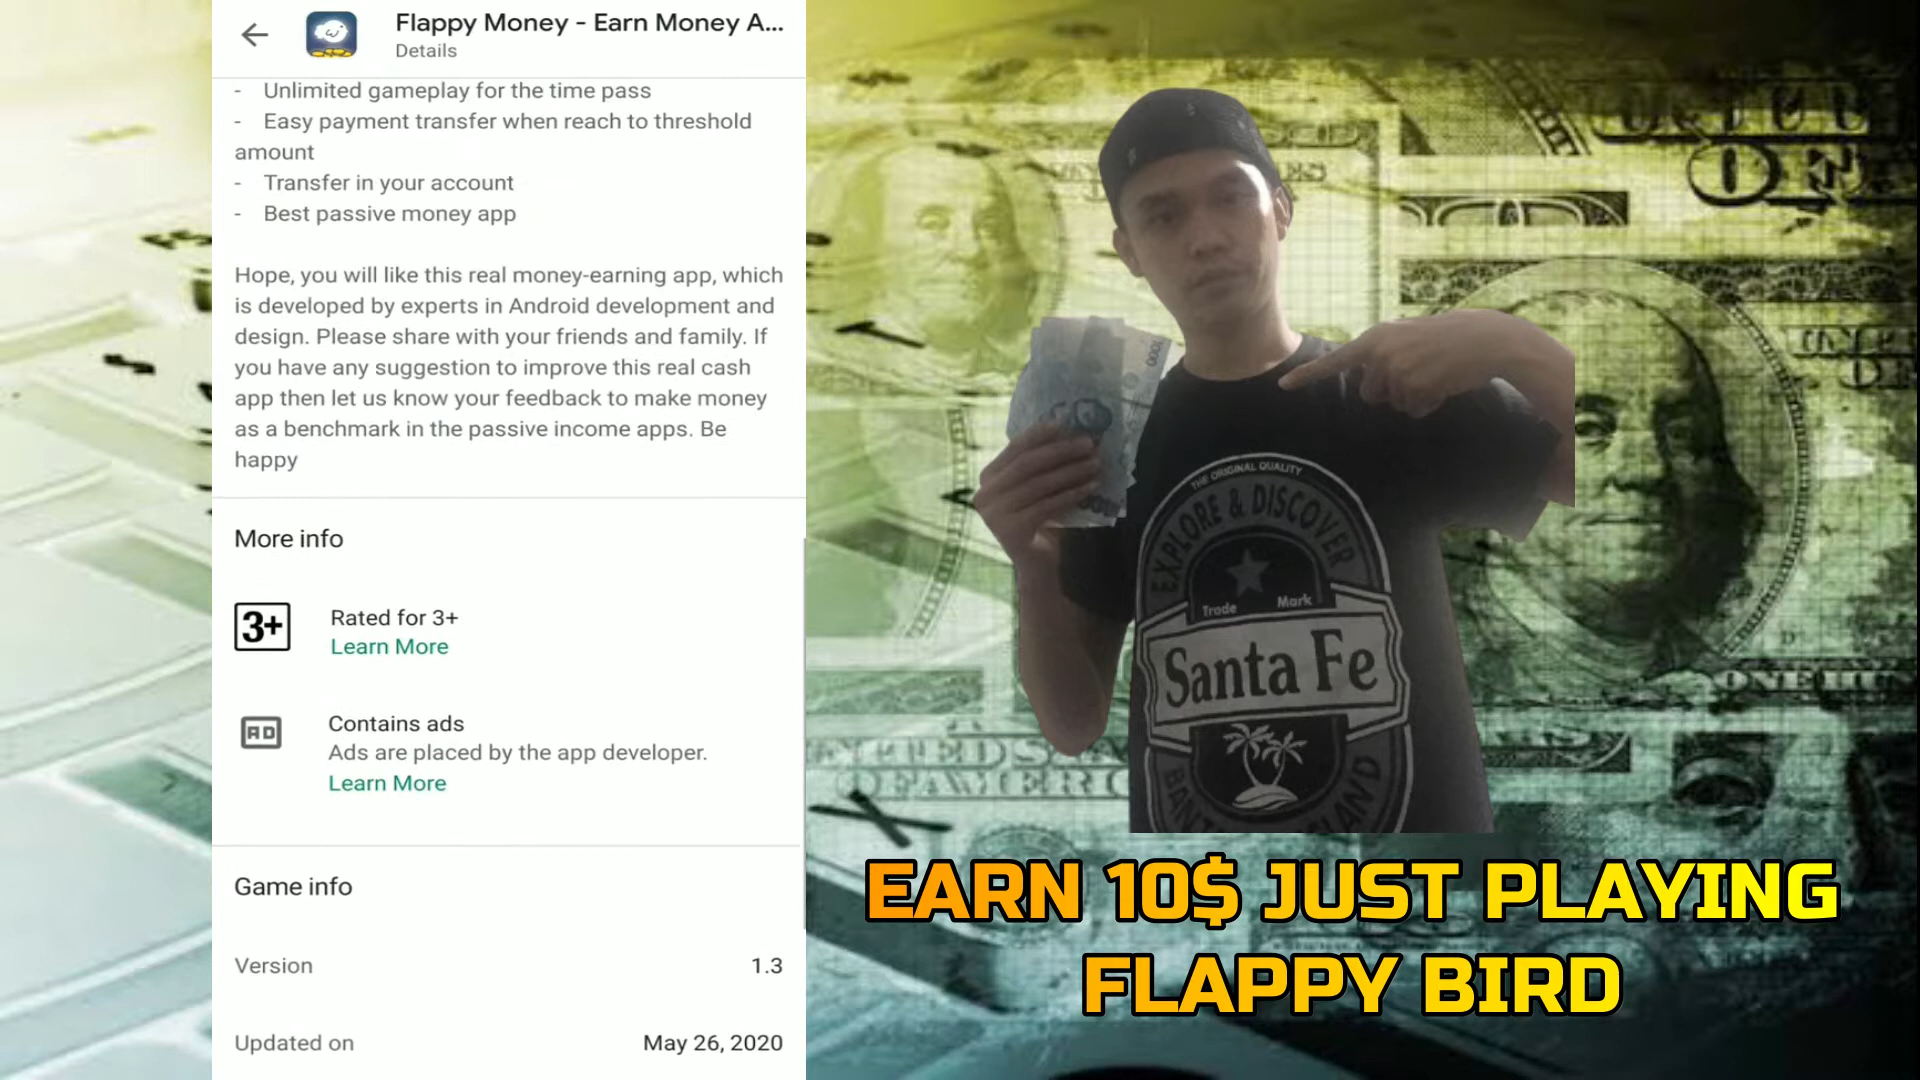 Flappy Money - Earn Money A...
Details
- Unlimited gameplay for the time pass
- Easy payment transfer when reach to threshold
amount
- Transfer in your account
- Best passive money app
Hope, you will like this real money-earning app, which
is developed by experts in Android development and
design. Please share with your friends and family. If
you have any suggestion to improve this real cash
app then let us know your feedback to make money
as a benchmark in the passive income apps. Be
happy
More info
3+
Rated for 3+
Learn More
AD
Contains ads
Ads are placed by the app developer.
Learn More
Game info
Version 1.3
Updated on May 26, 2020
THE ORIGINAL QUALITY
EXPLORE & DISCOVER
Trade Mark
Santa Fe
EARN 10$ JUST PLAYING
FLAPPY BIRD